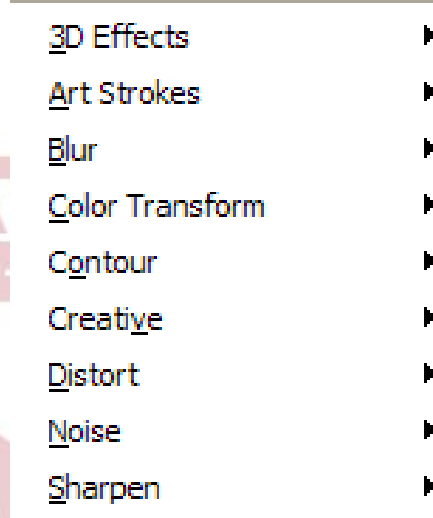 3D Effects
Art Strokes
Blur
Color Transform
Contour
Creative
Distort
Noise
Sharpen